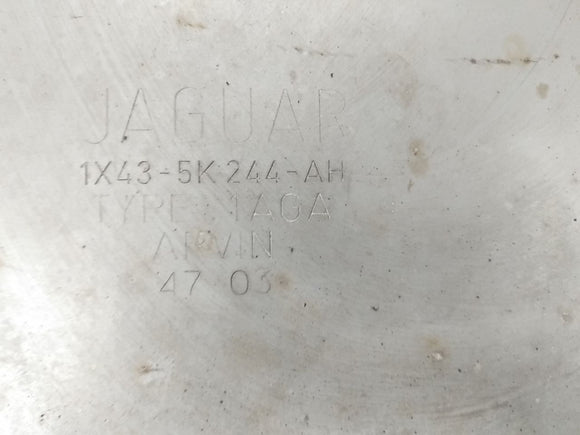 JAGUAR
1X43-5K244-AH
TYPE: 1AGA
ARVIN
47 03